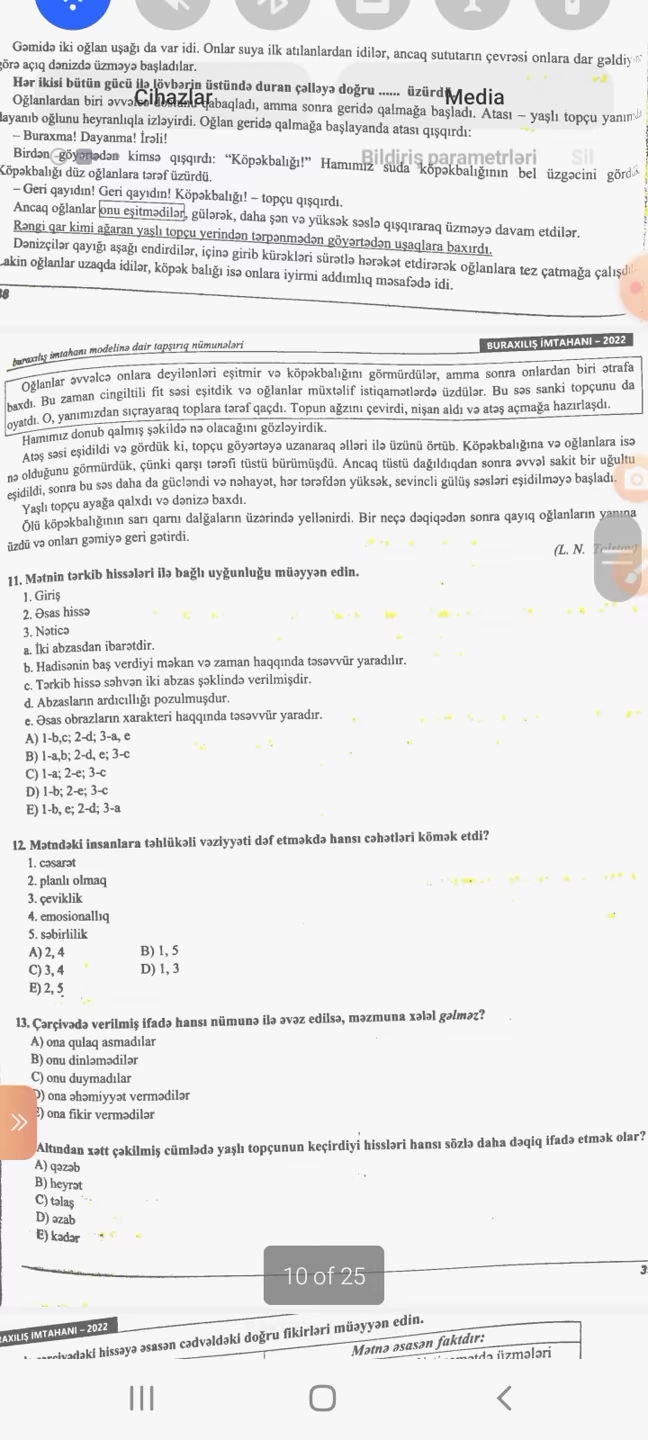 Gəmidə iki oğlan uşağı da var idi. Onlar suya ilk atılanlardan idilər, ancaq sututarın çevrəsi onlara dar gəldiyinə
görə açıq dənizdə üzməyə başladılar.
Hər ikisi bütün gücü ilə lövbərin üstündə duran çəlləyə doğru ...... üzürdü.
Cihazlar
Media
Oğlanlardan biri əvvəlcə dostunu qabaqladı, amma sonra geridə qalmağa başladı. Atası – yaşlı topçu yanında
dayanıb oğlunu heyranlıqla izləyirdi. Oğlan geridə qalmağa başlayanda atası qışqırdı:
– Buraxma! Dayanma! İrəli!
Bildiriş parametrləri
Sil
Birdən göyərtədən kimsə qışqırdı: “Köpəkbalığı!” Hamımız suda köpəkbalığının bel üzgəcini gördük.
Köpəkbalığı düz oğlanlara tərəf üzürdü.
– Geri qayıdın! Geri qayıdın! Köpəkbalığı! – topçu qışqırdı.
Ancaq oğlanlar onu eşitmədilər, gülərək, daha şən və yüksək səslə qışqıraraq üzməyə davam etdilər.
Rəngi qar kimi ağaran yaşlı topçu yerindən tərpənmədən göyərtədən uşaqlara baxırdı.
Dənizçilər qayığı aşağı endirdilər, içinə girib kürəkləri sürətlə hərəkət etdirərək oğlanlara tez çatmağa çalışdılar.
Lakin oğlanlar uzaqda idilər, köpək balığı isə onlara iyirmi addımlıq məsafədə idi.
38
buraxılış imtahanı modelinə dair tapşırıq nümunələri
BURAXILIŞ İMTAHANI – 2022
Oğlanlar əvvəlcə onlara deyilənləri eşitmir və köpəkbalığını görmürdülər, amma sonra onlardan biri ətrafa
baxdı. Bu zaman cingiltili fit səsi eşitdik və oğlanlar müxtəlif istiqamətlərdə üzdülər. Bu səs sanki topçunu da
oyatdı. O, yanımızdan sıçrayaraq toplara tərəf qaçdı. Topun ağzını çevirdi, nişan aldı və atəş açmağa hazırlaşdı.
Hamımız donub qalmış şəkildə nə olacağını gözləyirdik.
Atəş səsi eşidildi və gördük ki, topçu göyərtəyə uzanaraq əlləri ilə üzünü örtüb. Köpəkbalığına və oğlanlara isə
nə olduğunu görmürdük, çünki qarşı tərəfi tüstü bürümüşdü. Ancaq tüstü dağıldıqdan sonra əvvəl sakit bir uğultu
eşidildi, sonra bu səs daha da gücləndi və nəhayət, hər tərəfdən yüksək, sevincli gülüş səsləri eşidilməyə başladı.
Yaşlı topçu ayağa qalxdı və dənizə baxdı.
Ölü köpəkbalığının sarı qarnı dalğaların üzərində yellənirdi. Bir neçə dəqiqədən sonra qayıq oğlanların yanına
üzdü və onları gəmiyə geri gətirdi.
(L. N. Tolstoy)
11. Mətnin tərkib hissələri ilə bağlı uyğunluğu müəyyən edin.
1. Giriş
2. Əsas hissə
3. Nəticə
a. İki abzasdan ibarətdir.
b. Hadisənin baş verdiyi məkan və zaman haqqında təsəvvür yaradılır.
c. Tərkib hissə səhvən iki abzas şəklində verilmişdir.
d. Abzasların ardıcıllığı pozulmuşdur.
e. Əsas obrazların xarakteri haqqında təsəvvür yaradır.
A) 1-b,c; 2-d; 3-a, e
B) 1-a,b; 2-d, e; 3-c
C) 1-a; 2-e; 3-c
D) 1-b; 2-e; 3-c
E) 1-b, e; 2-d; 3-a
12. Mətndəki insanlara təhlükəli vəziyyəti dəf etməkdə hansı cəhətləri kömək etdi?
1. cəsarət
2. planlı olmaq
3. çeviklik
4. emosionallıq
5. səbirlilik
A) 2, 4 B) 1, 5
C) 3, 4 D) 1, 3
E) 2, 5
13. Çərçivədə verilmiş ifadə hansı nümunə ilə əvəz edilsə, məzmuna xələl gəlməz?
A) ona qulaq asmadılar
B) onu dinləmədilər
C) onu duymadılar
D) ona əhəmiyyət vermədilər
E) ona fikir vermədilər
Altından xətt çəkilmiş cümlədə yaşlı topçunun keçirdiyi hissləri hansı sözlə daha dəqiq ifadə etmək olar?
A) qəzəb
B) heyrət
C) təlaş
D) əzab
E) kədər
10 of 25
BURAXILIŞ İMTAHANI – 2022
hissəyə əsasən cədvəldəki doğru fikirləri müəyyən edin.
Mətnə əsasən faktdır:
üzmələri